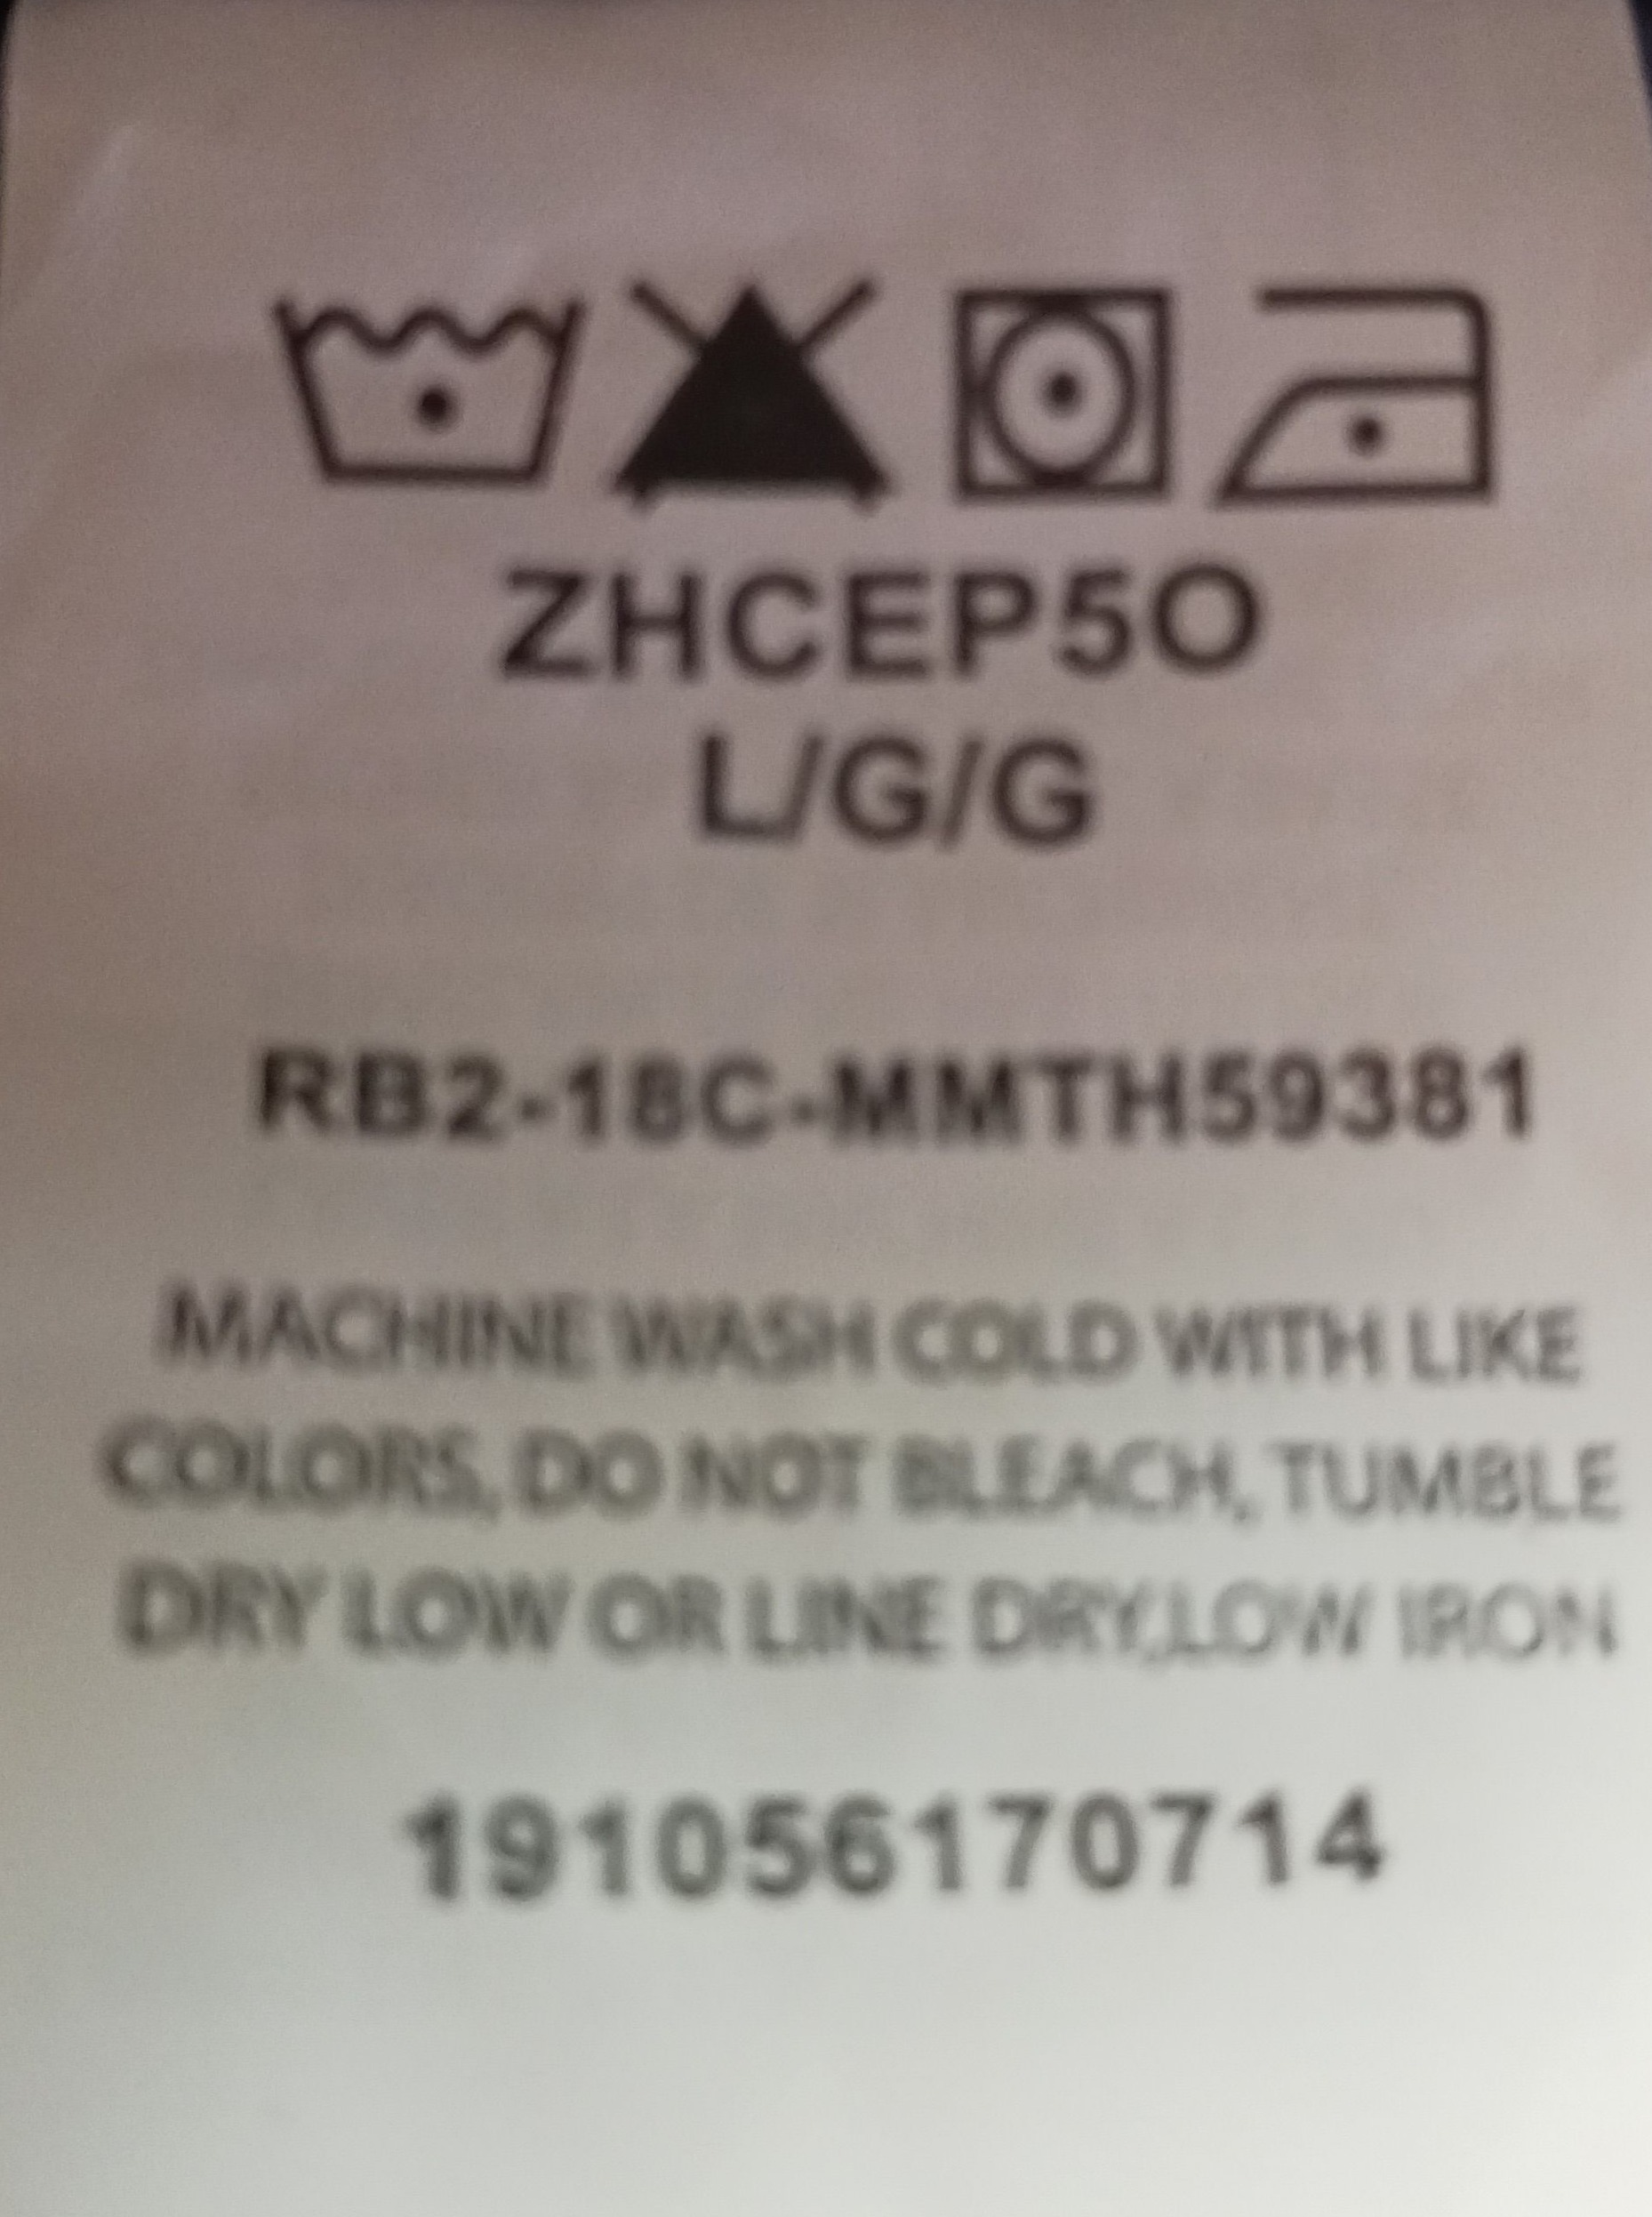 ZHCEP5O
L/G/G
RB2-18C-MMTH59381
MACHINE WASH COLD WITH LIKE
COLORS, DO NOT BLEACH, TUMBLE
DRY LOW OR LINE DRY,LOW IRON
191056170714